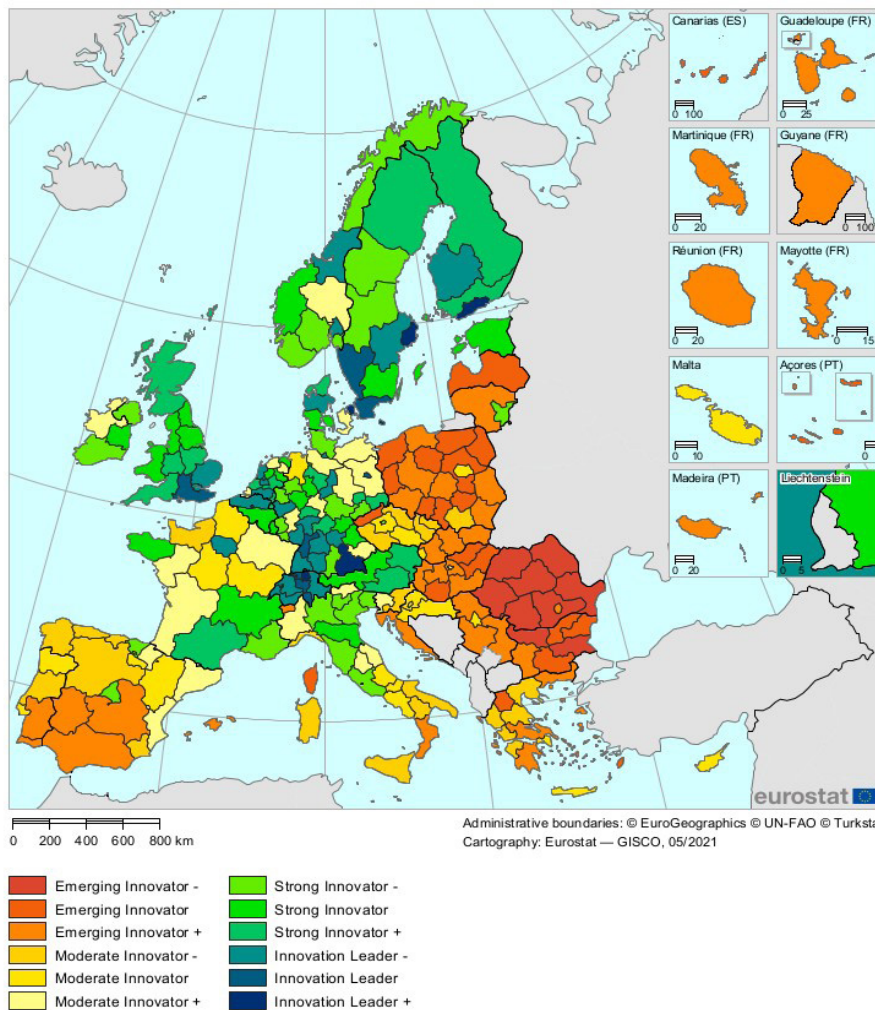 Canarias (ES)
0 100
Guadeloupe (FR)
0 25
Martinique (FR)
0 20
Guyane (FR)
0 100
Réunion (FR)
0 20
Mayotte (FR)
0 15
Malta
0 10
Açores (PT)
0
Madeira (PT)
0 20
Liechtenstein
0 5
eurostat
0 200 400 600 800 km
Administrative boundaries: © EuroGeographics © UN-FAO © Turksta
Cartography: Eurostat — GISCO, 05/2021
Emerging Innovator -
Emerging Innovator
Emerging Innovator +
Moderate Innovator -
Moderate Innovator
Moderate Innovator +
Strong Innovator -
Strong Innovator
Strong Innovator +
Innovation Leader -
Innovation Leader
Innovation Leader +